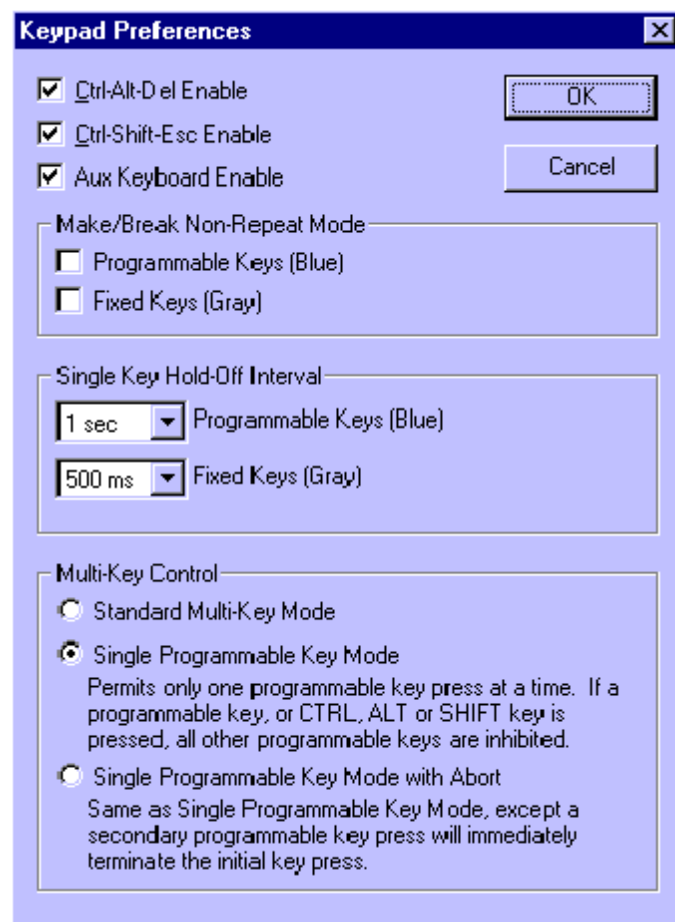 Keypad Preferences
Ctrl-Alt-Del Enable
OK
Ctrl-Shift-Esc Enable
Aux Keyboard Enable
Cancel
Make/Break Non-Repeat Mode
Programmable Keys (Blue)
Fixed Keys (Gray)
Single Key Hold-Off Interval
1 sec Programmable Keys (Blue)
500 ms Fixed Keys (Gray)
Multi-Key Control
Standard Multi-Key Mode
Single Programmable Key Mode
Permits only one programmable key press at a time. If a
programmable key, or CTRL, ALT or SHIFT key is
pressed, all other programmable keys are inhibited.
Single Programmable Key Mode with Abort
Same as Single Programmable Key Mode, except a
secondary programmable key press will immediately
terminate the initial key press.